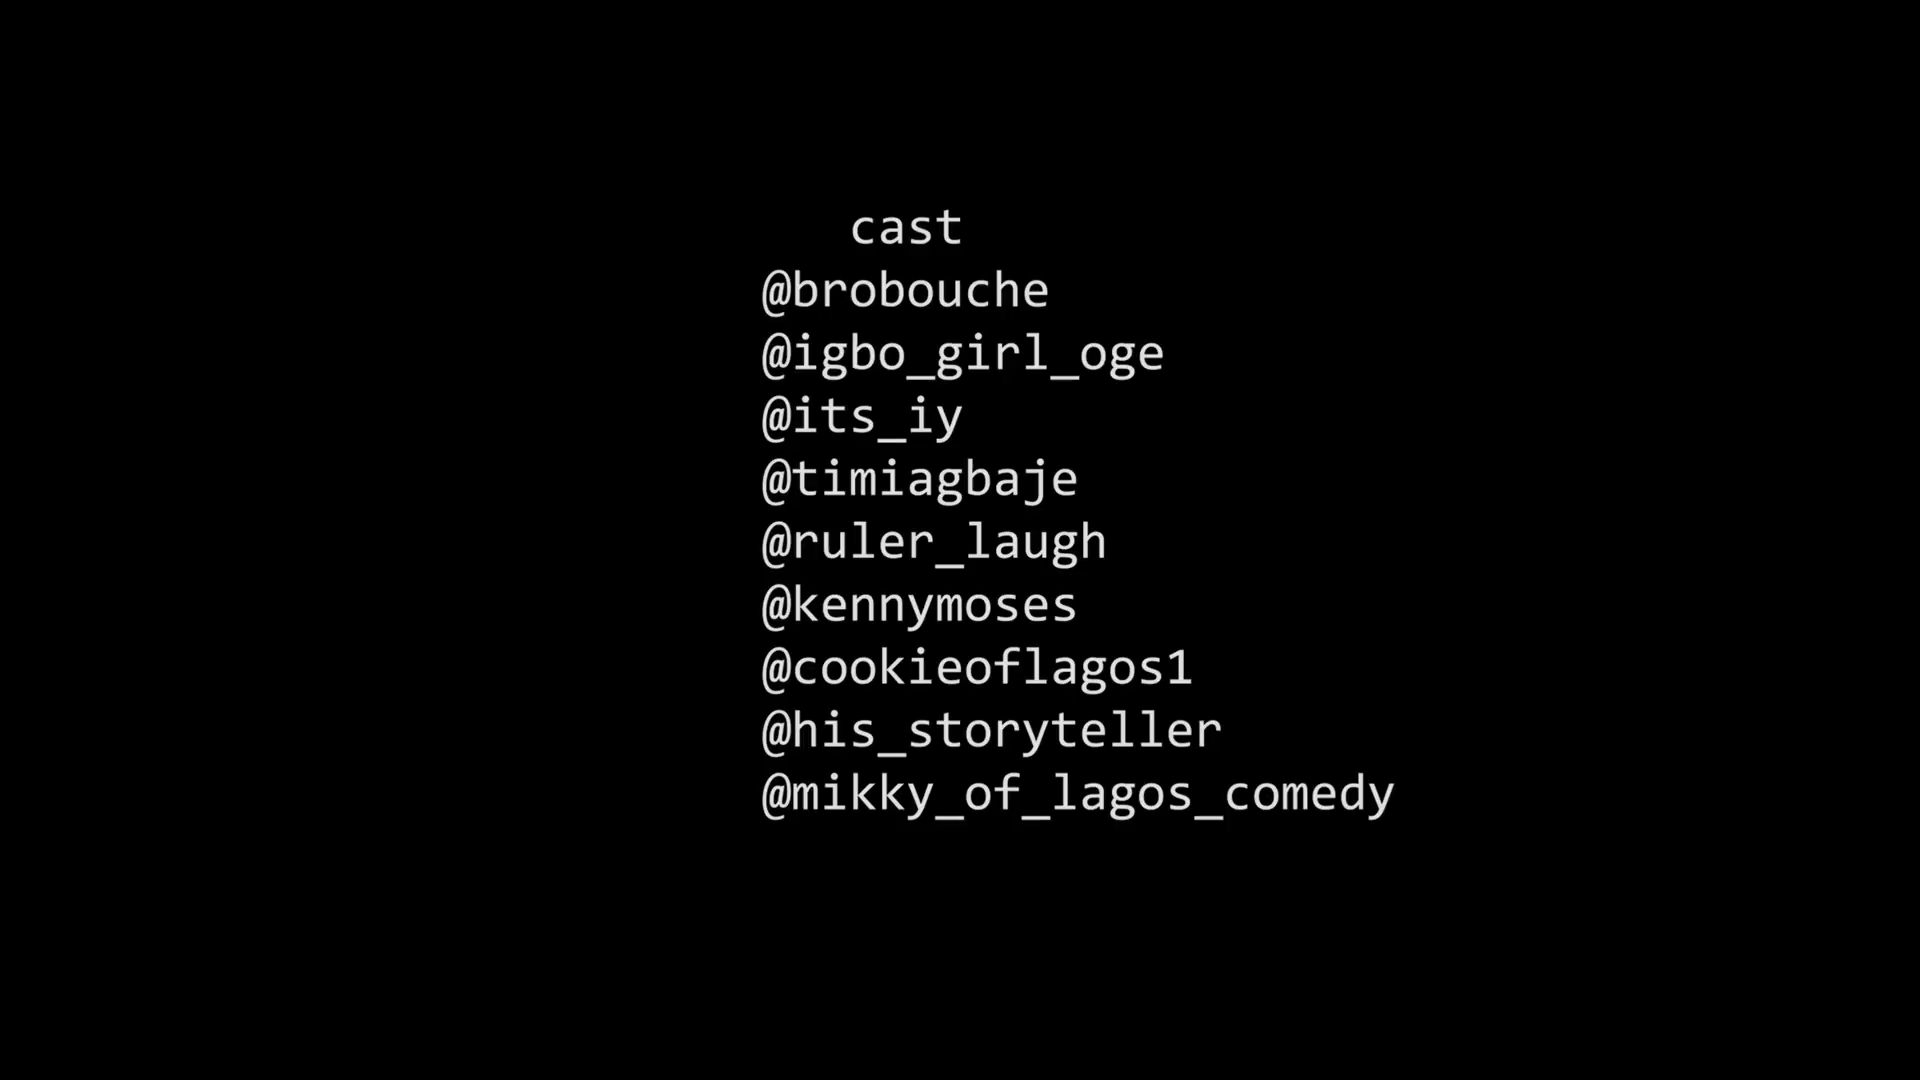 cast
@brobouche
@igbo_girl_oge
@its_iy
@timiagbaje
@ruler_laugh
@kennymoses
@cookieoflagos1
@his_storyteller
@mikky_of_lagos_comedy